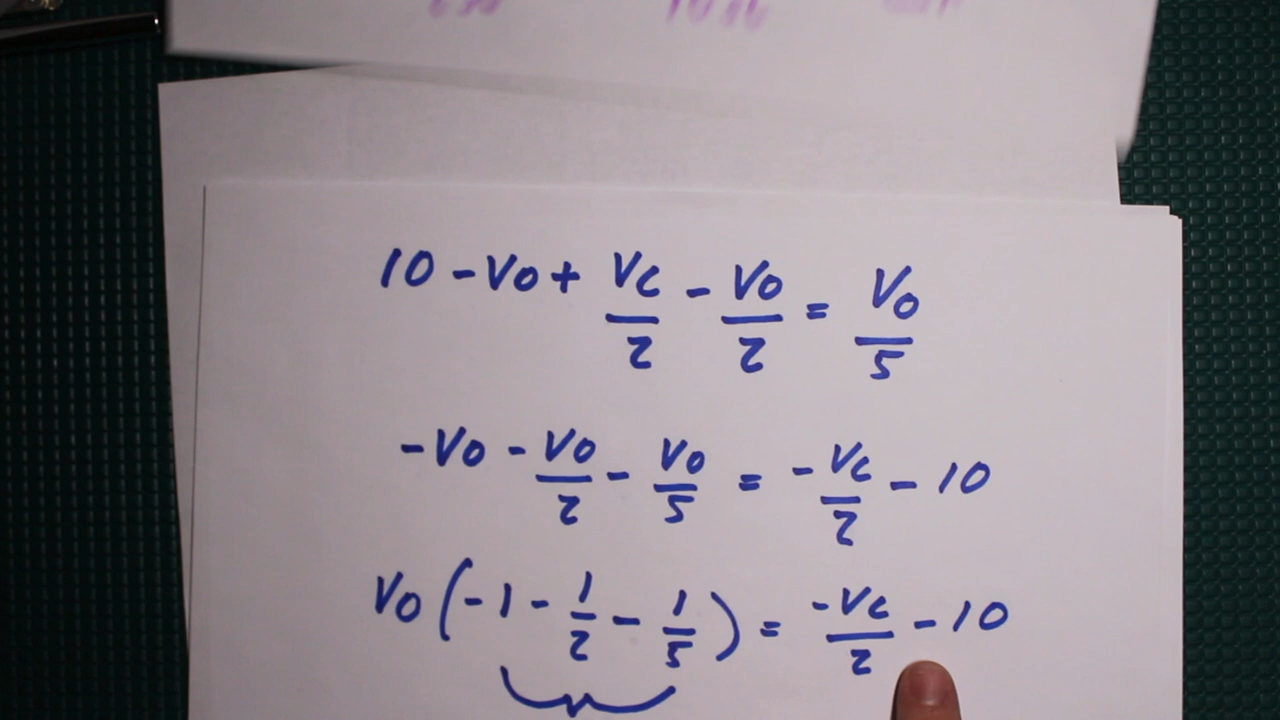 10 - Vo + Vc/2 - Vo/2 = Vo/5
-Vo - Vo/2 - Vo/5 = -Vc/2 - 10
Vo(-1 - 1/2 - 1/5) = -Vc/2 - 10